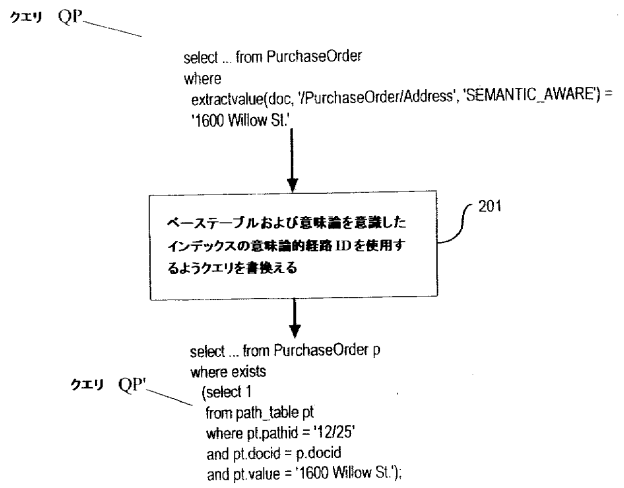 クエリ QP
select ... from PurchaseOrder
where
extractvalue(doc, '/PurchaseOrder/Address', 'SEMANTIC_AWARE') =
'1600 Willow St.'
ベーステーブルおよび意味論を意識した
インデックスの意味論的経路IDを使用す
るようクエリを書換える
201
select ... from PurchaseOrder p
where exists
クエリ QP'
(select 1
from path_table pt
where pt.pathid = '12/25'
and pt.docid = p.docid
and pt.value = '1600 Willow St.');